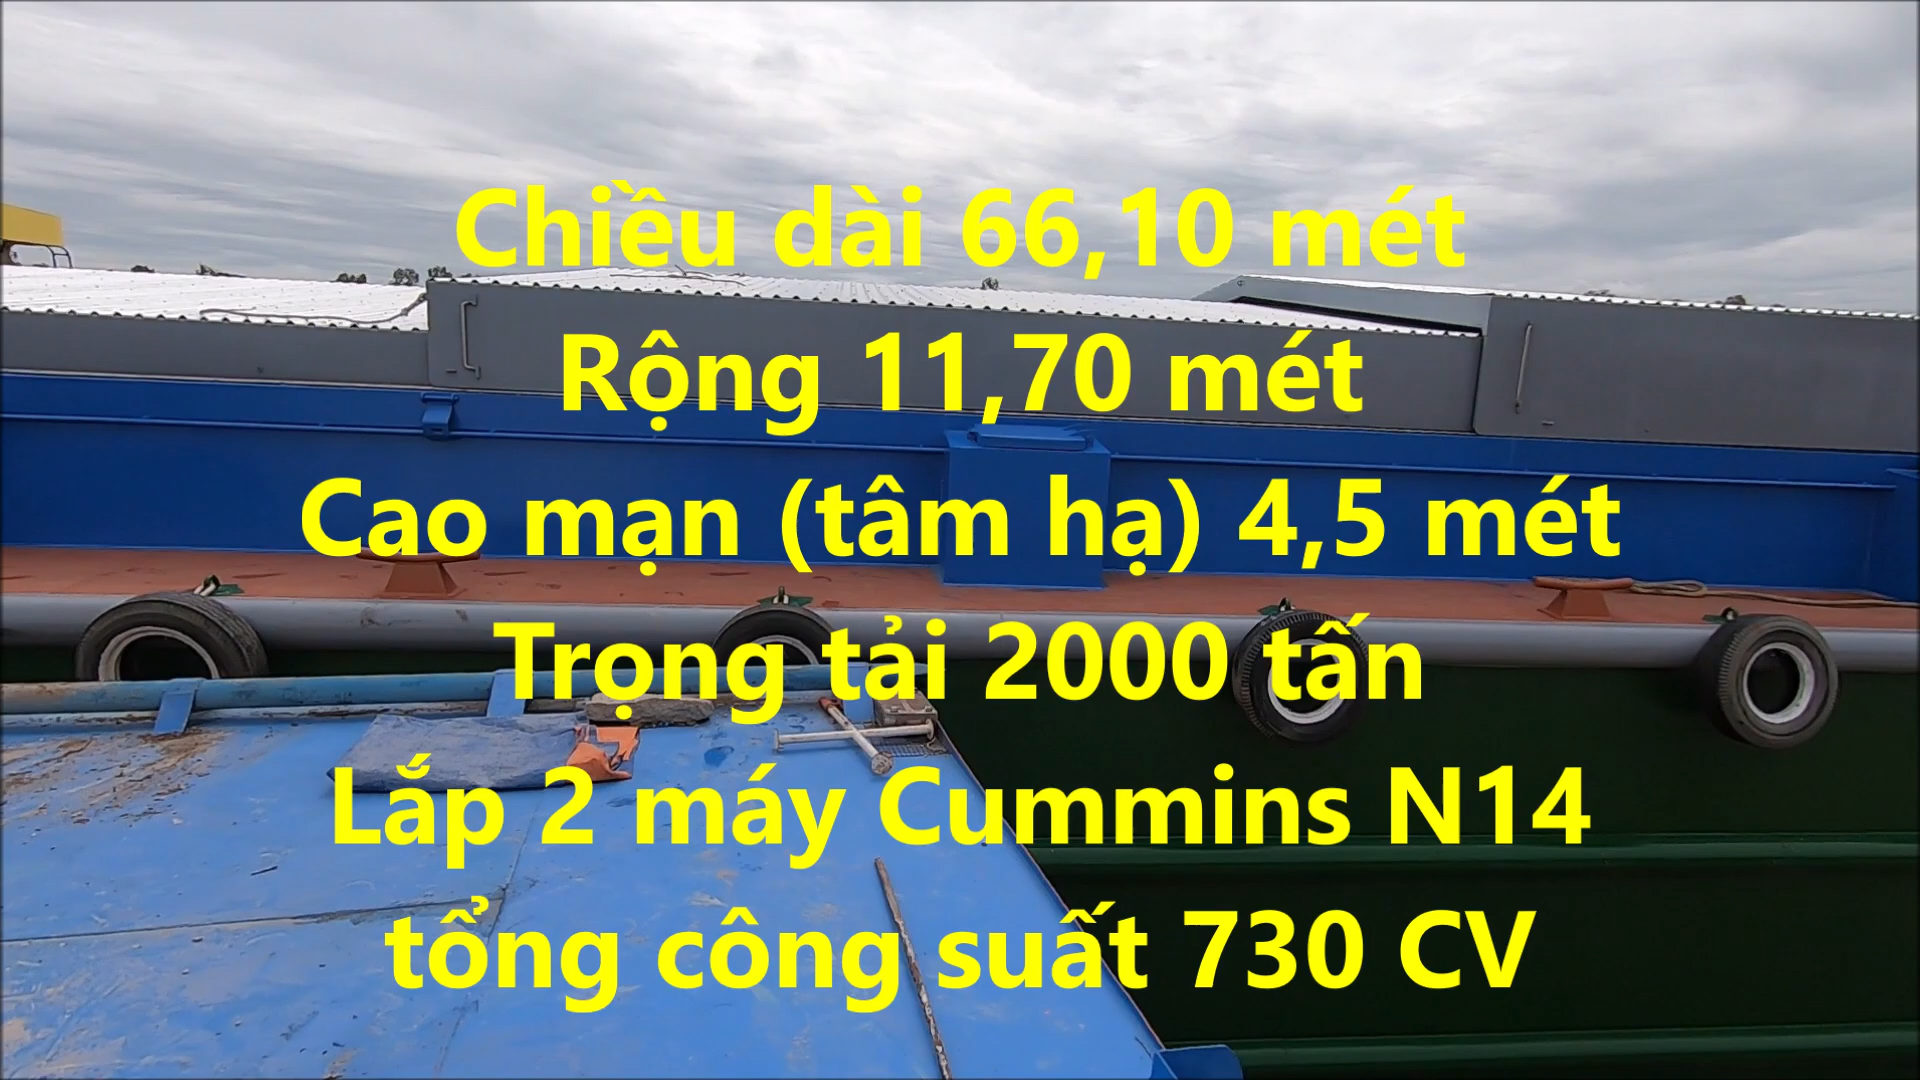 Chiều dài 66,10 mét
Rộng 11,70 mét
Cao mạn (tâm hạ) 4,5 mét
Trọng tải 2000 tấn
Lắp 2 máy Cummins N14
tổng công suất 730 CV